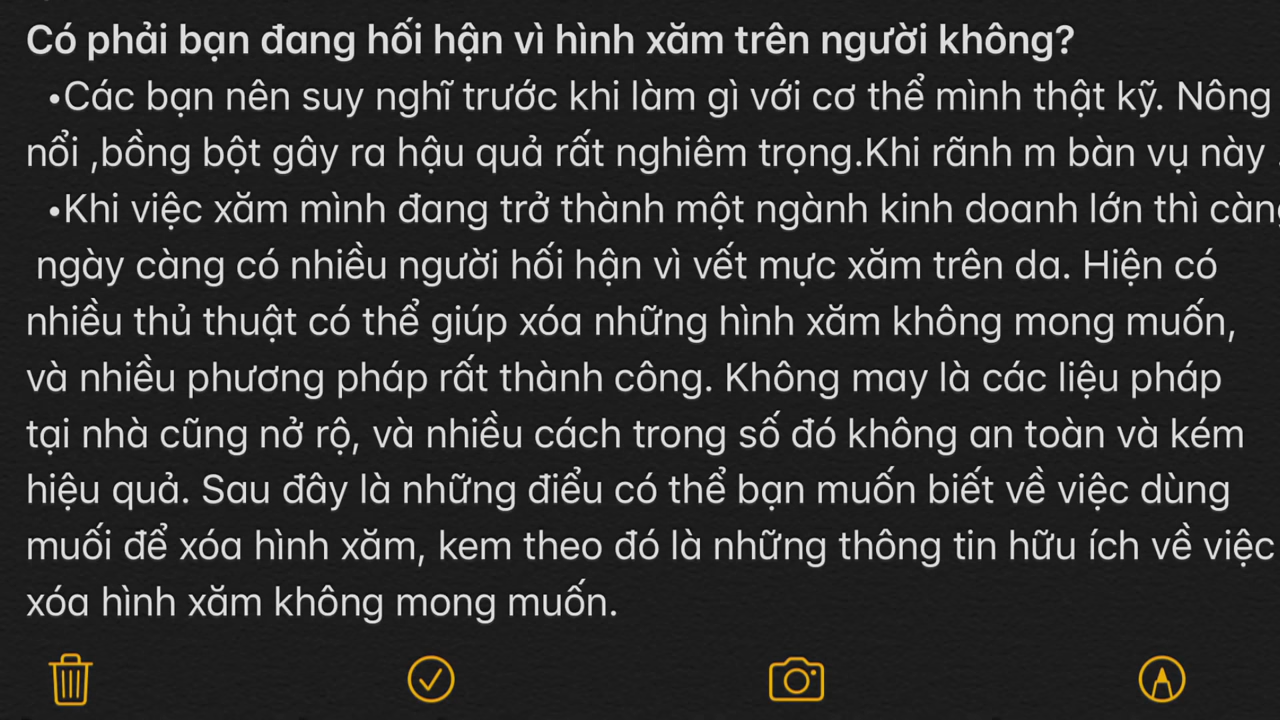 Có phải bạn đang hối hận vì hình xăm trên người không?
•Các bạn nên suy nghĩ trước khi làm gì với cơ thể mình thật kỹ. Nông
nổi ,bồng bột gây ra hậu quả rất nghiêm trọng.Khi rãnh m bàn vụ này
•Khi việc xăm mình đang trở thành một ngành kinh doanh lớn thì càng
ngày càng có nhiều người hối hận vì vết mực xăm trên da. Hiện có
nhiều thủ thuật có thể giúp xóa những hình xăm không mong muốn,
và nhiều phương pháp rất thành công. Không may là các liệu pháp
tại nhà cũng nở rộ, và nhiều cách trong số đó không an toàn và kém
hiệu quả. Sau đây là những điểu có thể bạn muốn biết về việc dùng
muối để xóa hình xăm, kem theo đó là những thông tin hữu ích về việc
xóa hình xăm không mong muốn.